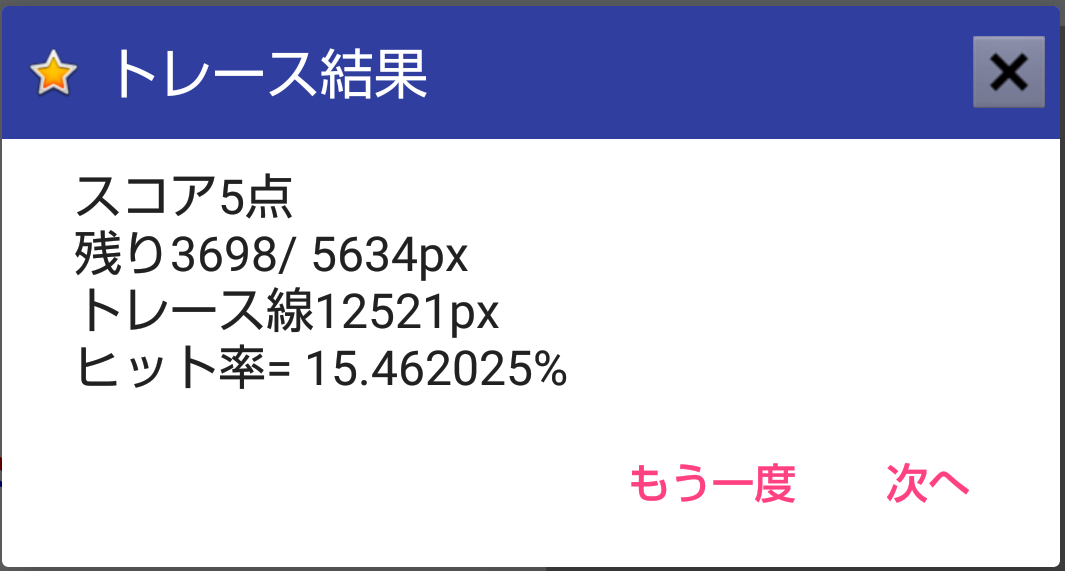 トレース結果
スコア5点
残り3698/ 5634px
トレース線12521px
ヒット率= 15.462025%
もう一度 次へ